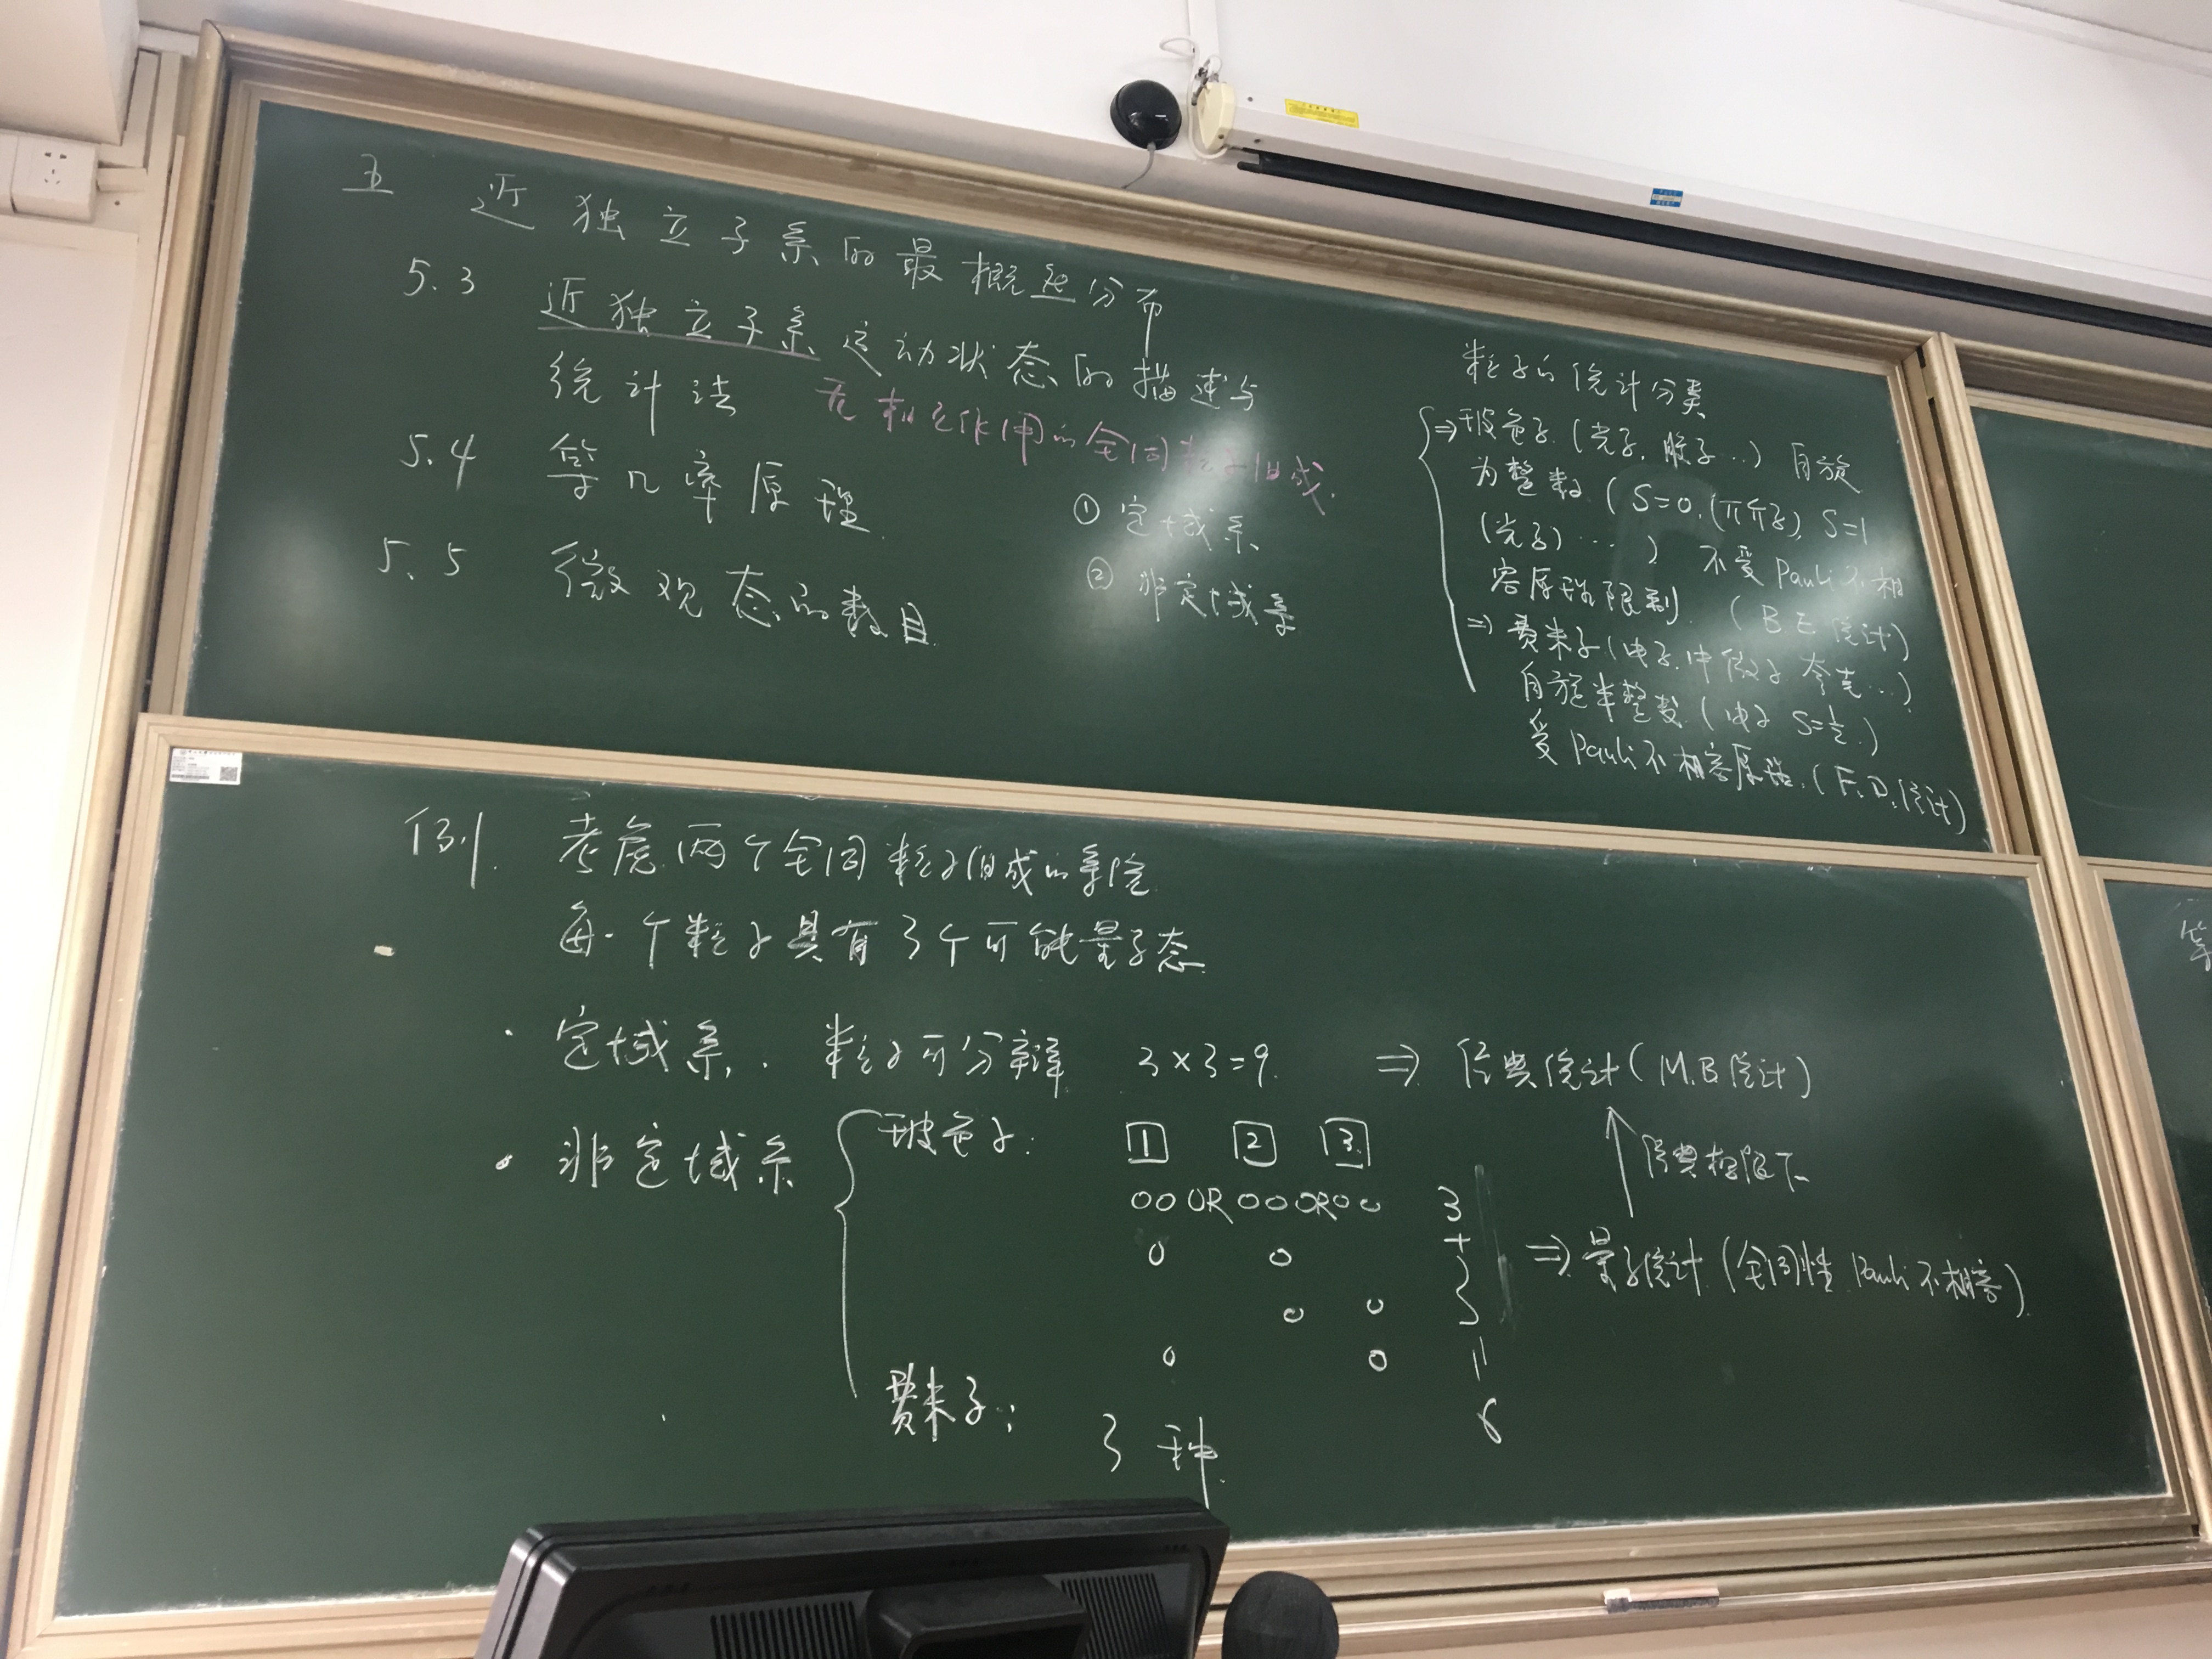 五 近独立子系的最概然分布
5.3 近独立子系运动状态的描述与
统计法 无相互作用的全同粒子组成.
5.4 等几率原理
5.5 微观态的数目
① 定域系
② 非定域系
粒子的统计分类
⇒玻色子(光子, 胶子…) 自旋
为整数 (S=0,(π介子), S=1
(光子)…) 不受Pauli不相
容原理限制. (B E 统计)
⇒ 费米子(电子.中微子 夸克…)
自旋半整数 (电子 S=½.)
受Pauli不相容原理. (F.D.统计)
例. 考虑两个全同粒子组成的系统
每个粒子具有3个可能量子态
· 定域系. 粒子可分辨 3×3=9. ⇒ 经典统计(M.B统计)
经典极限下
· 非定域系 玻色子: 1 2 3
OO OR OO OR OO 3
O O +
O O 3
O O =
6
⇒ 量子统计 (全同性 Pauli不相容).
费米子: 3 种.
等